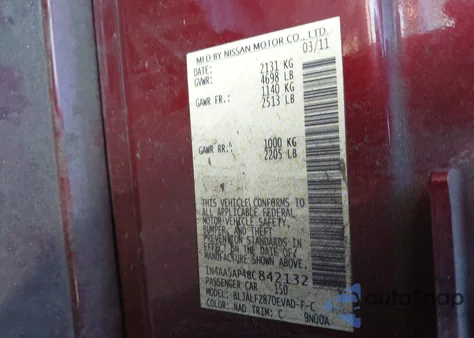 MFD BY NISSAN MOTOR CO., LTD.
DATE: 03/11
GVWR: 2131 KG
4698 LB
GAWR FR.: 1140 KG
2513 LB
GAWR RR.: 1000 KG
2205 LB
THIS VEHICLE CONFORMS
TO ALL APPLICABLE FEDERAL
MOTOR VEHICLE SAFETY,
BUMPER, AND THEFT
PREVENTION STANDARDS IN
EFFECT ON THE DATE OF
MANUFACTURE SHOWN ABOVE.
1N4AA5AP4BC842132
PASSENGER CAR 150
MODEL: BLJALFZ870EVAD-F-C
COLOR: NAD TRIM: C 9N00A
autoSnap